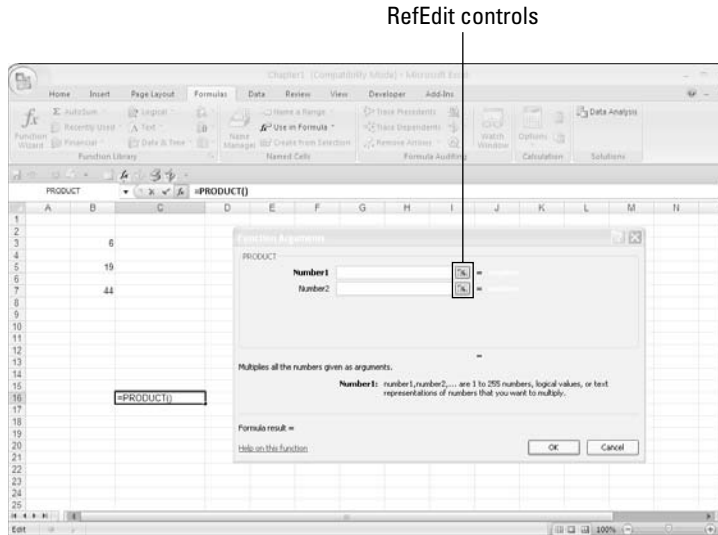 RefEdit controls
Chapter1 [Compatibility Mode] - Microsoft Excel
Home Insert Page Layout Formulas Data Review View Developer Add-Ins
fx Function Wizard
Σ AutoSum
Recently Used
Financial
Logical
Text
Date & Time
Function Library
Name Manager
Name a Range
Use in Formula
Create from Selection
Named Cells
Trace Precedents
Trace Dependents
Remove Arrows
Formula Auditing
Watch Window
Options
Calculation
Data Analysis
Solutions
PRODUCT fx =PRODUCT()
A B C D E F G H I J K L M N
1
2
3 6
4
5 19
6
7 44
8
9
10
11
12
13
14
15
16 =PRODUCT()
17
18
19
20
21
22
23
24
25
Function Arguments
PRODUCT
Number1 =
Number2 =
=
Multiplies all the numbers given as arguments.
Number1: number1,number2,... are 1 to 255 numbers, logical values, or text
representations of numbers that you want to multiply.
Formula result =
Help on this function
OK Cancel
Edit 100%